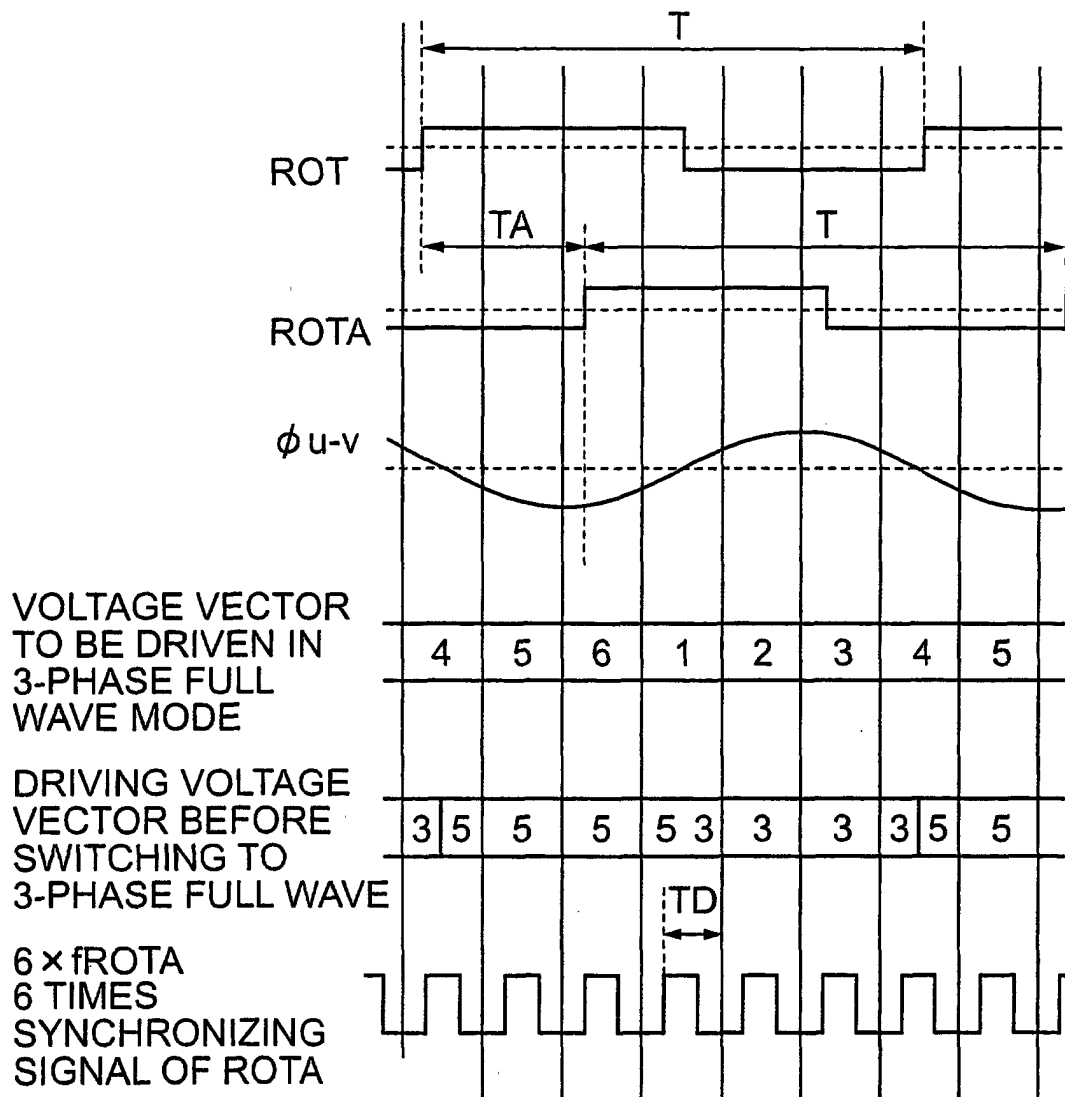 T
ROT
TA
T
ROTA
ϕ u-v
VOLTAGE VECTOR
TO BE DRIVEN IN
3-PHASE FULL
WAVE MODE
4 5 6 1 2 3 4 5
DRIVING VOLTAGE
VECTOR BEFORE
SWITCHING TO
3-PHASE FULL WAVE
3 5 5 5 5 3 3 3 3 5 5
TD
6 × fROTA
6 TIMES
SYNCHRONIZING
SIGNAL OF ROTA